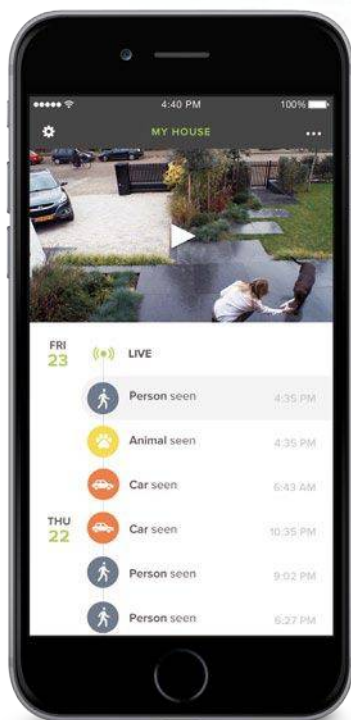 4:40 PM 100%
MY HOUSE
FRI
23
LIVE
Person seen 4:35 PM
Animal seen 4:35 PM
Car seen 6:43 AM
THU
22
Car seen 10:35 PM
Person seen 9:02 PM
Person seen 6:27 PM